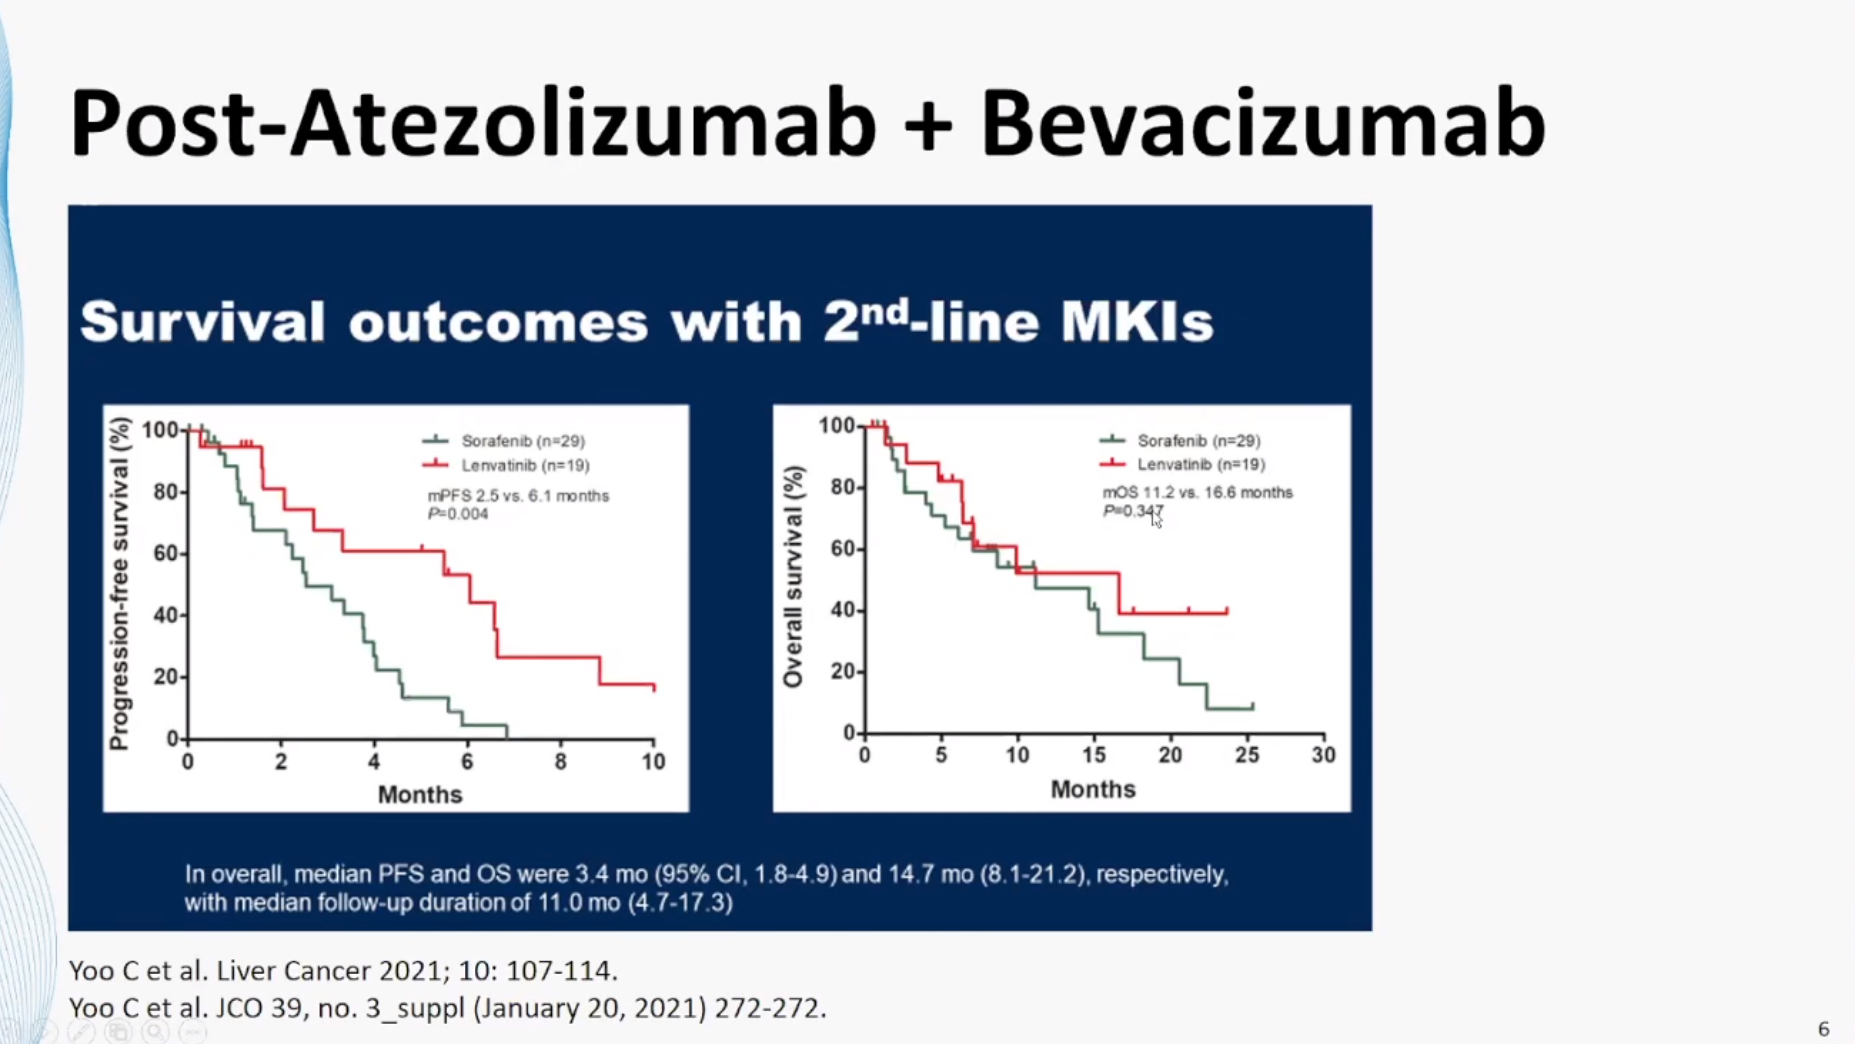 Post-Atezolizumab + Bevacizumab
Survival outcomes with 2nd-line MKIs
Progression-free survival (%)
100
80
60
40
20
0
0 2 4 6 8 10
Months
Sorafenib (n=29)
Lenvatinib (n=19)
mPFS 2.5 vs. 6.1 months
P=0.004
Overall survival (%)
100
80
60
40
20
0
0 5 10 15 20 25 30
Months
Sorafenib (n=29)
Lenvatinib (n=19)
mOS 11.2 vs. 16.6 months
P=0.347
In overall, median PFS and OS were 3.4 mo (95% CI, 1.8-4.9) and 14.7 mo (8.1-21.2), respectively,
with median follow-up duration of 11.0 mo (4.7-17.3)
Yoo C et al. Liver Cancer 2021; 10: 107-114.
Yoo C et al. JCO 39, no. 3_suppl (January 20, 2021) 272-272.
6